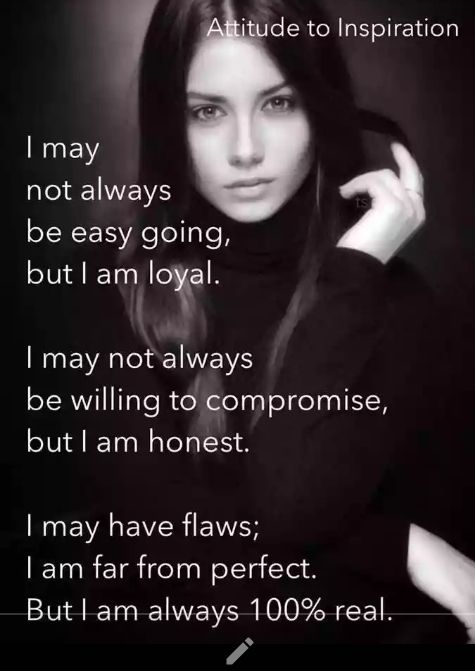 Attitude to Inspiration
I may
not always
be easy going,
but I am loyal.
I may not always
be willing to compromise,
but I am honest.
I may have flaws;
I am far from perfect.
But I am always 100% real.